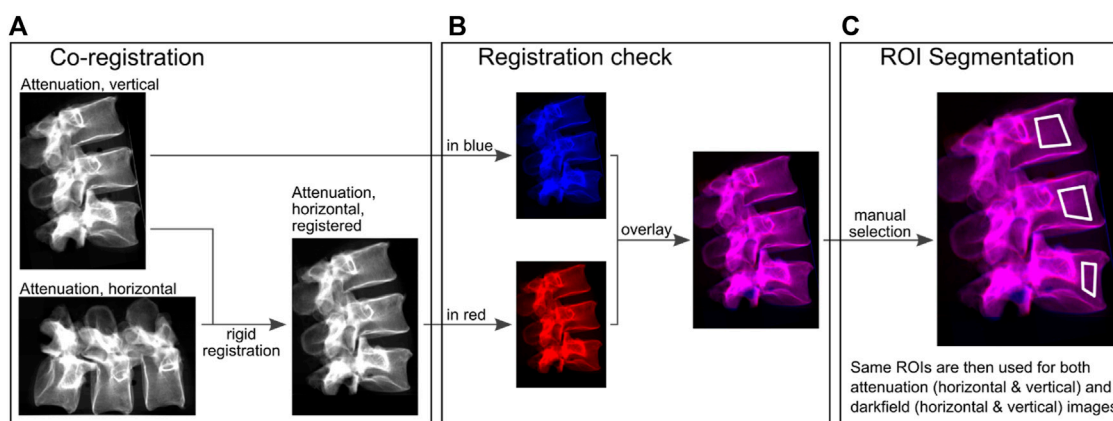 A
Co-registration
Attenuation, vertical
Attenuation,
horizontal,
registered
Attenuation, horizontal
rigid
registration
B
Registration check
in blue
in red
overlay
C
ROI Segmentation
manual
selection
Same ROIs are then used for both
attenuation (horizontal & vertical) and
darkfield (horizontal & vertical) images